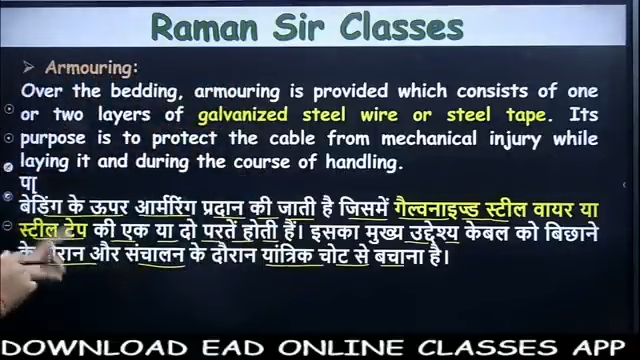 Raman Sir Classes
➤ Armouring:
Over the bedding, armouring is provided which consists of one
or two layers of galvanized steel wire or steel tape. Its
purpose is to protect the cable from mechanical injury while
laying it and during the course of handling.
पा
बेडिंग के ऊपर आर्मरिंग प्रदान की जाती है जिसमें गैल्वनाइज्ड स्टील वायर या
स्टील टेप की एक या दो परतें होती हैं। इसका मुख्य उद्देश्य केबल को बिछाने
और संचालन के दौरान यांत्रिक चोट से बचाना है।
DOWNLOAD EAD ONLINE CLASSES APP